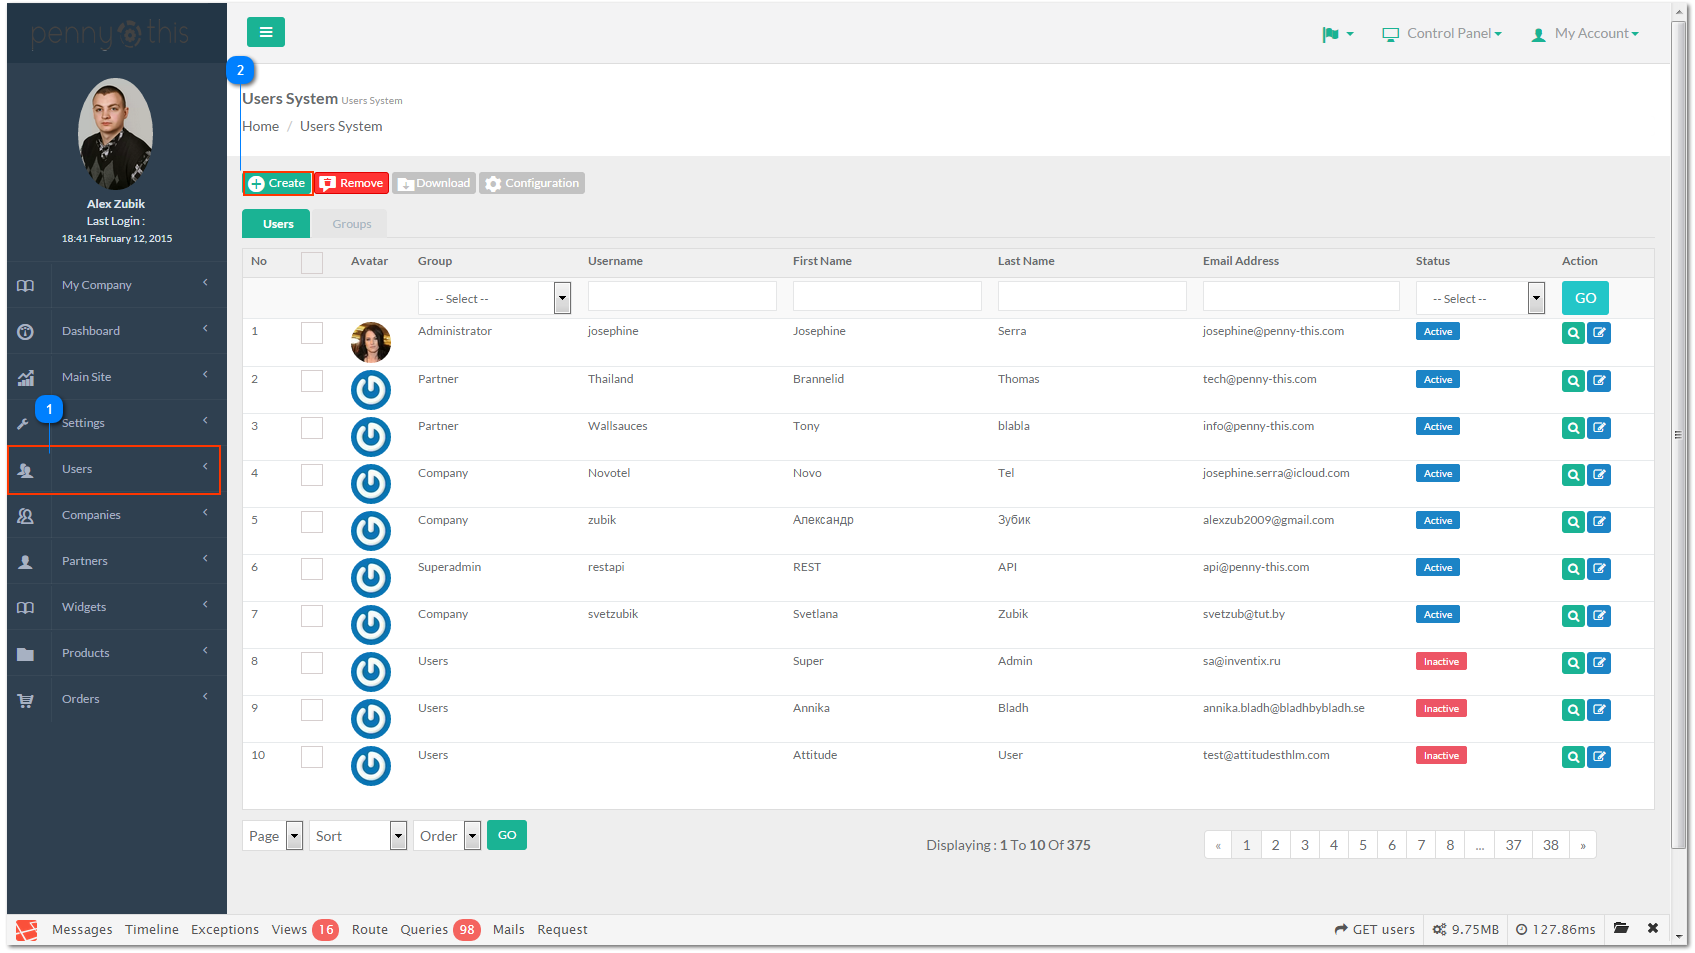 penny this
Control Panel
My Account
2
Users System Users System
Home / Users System
Alex Zubik
Last Login :
18:41 February 12, 2015
Create
Remove
Download
Configuration
Users
Groups
My Company
Dashboard
Main Site
1
Settings
Users
Companies
Partners
Widgets
Products
Orders
No Avatar Group Username First Name Last Name Email Address Status Action
-- Select -- -- Select -- GO
1 Administrator josephine Josephine Serra josephine@penny-this.com Active
2 Partner Thailand Brannelid Thomas tech@penny-this.com Active
3 Partner Wallsauces Tony blabla info@penny-this.com Active
4 Company Novotel Novo Tel josephine.serra@icloud.com Active
5 Company zubik Александр Зубик alexzub2009@gmail.com Active
6 Superadmin restapi REST API api@penny-this.com Active
7 Company svetzubik Svetlana Zubik svetzub@tut.by Active
8 Users Super Admin sa@inventix.ru Inactive
9 Users Annika Bladh annika.bladh@bladhbybladh.se Inactive
10 Users Attitude User test@attitudesthlm.com Inactive
Page Sort Order GO
Displaying : 1 To 10 Of 375
« 1 2 3 4 5 6 7 8 ... 37 38 »
Messages Timeline Exceptions Views 16 Route Queries 98 Mails Request
GET users 9.75MB 127.86ms